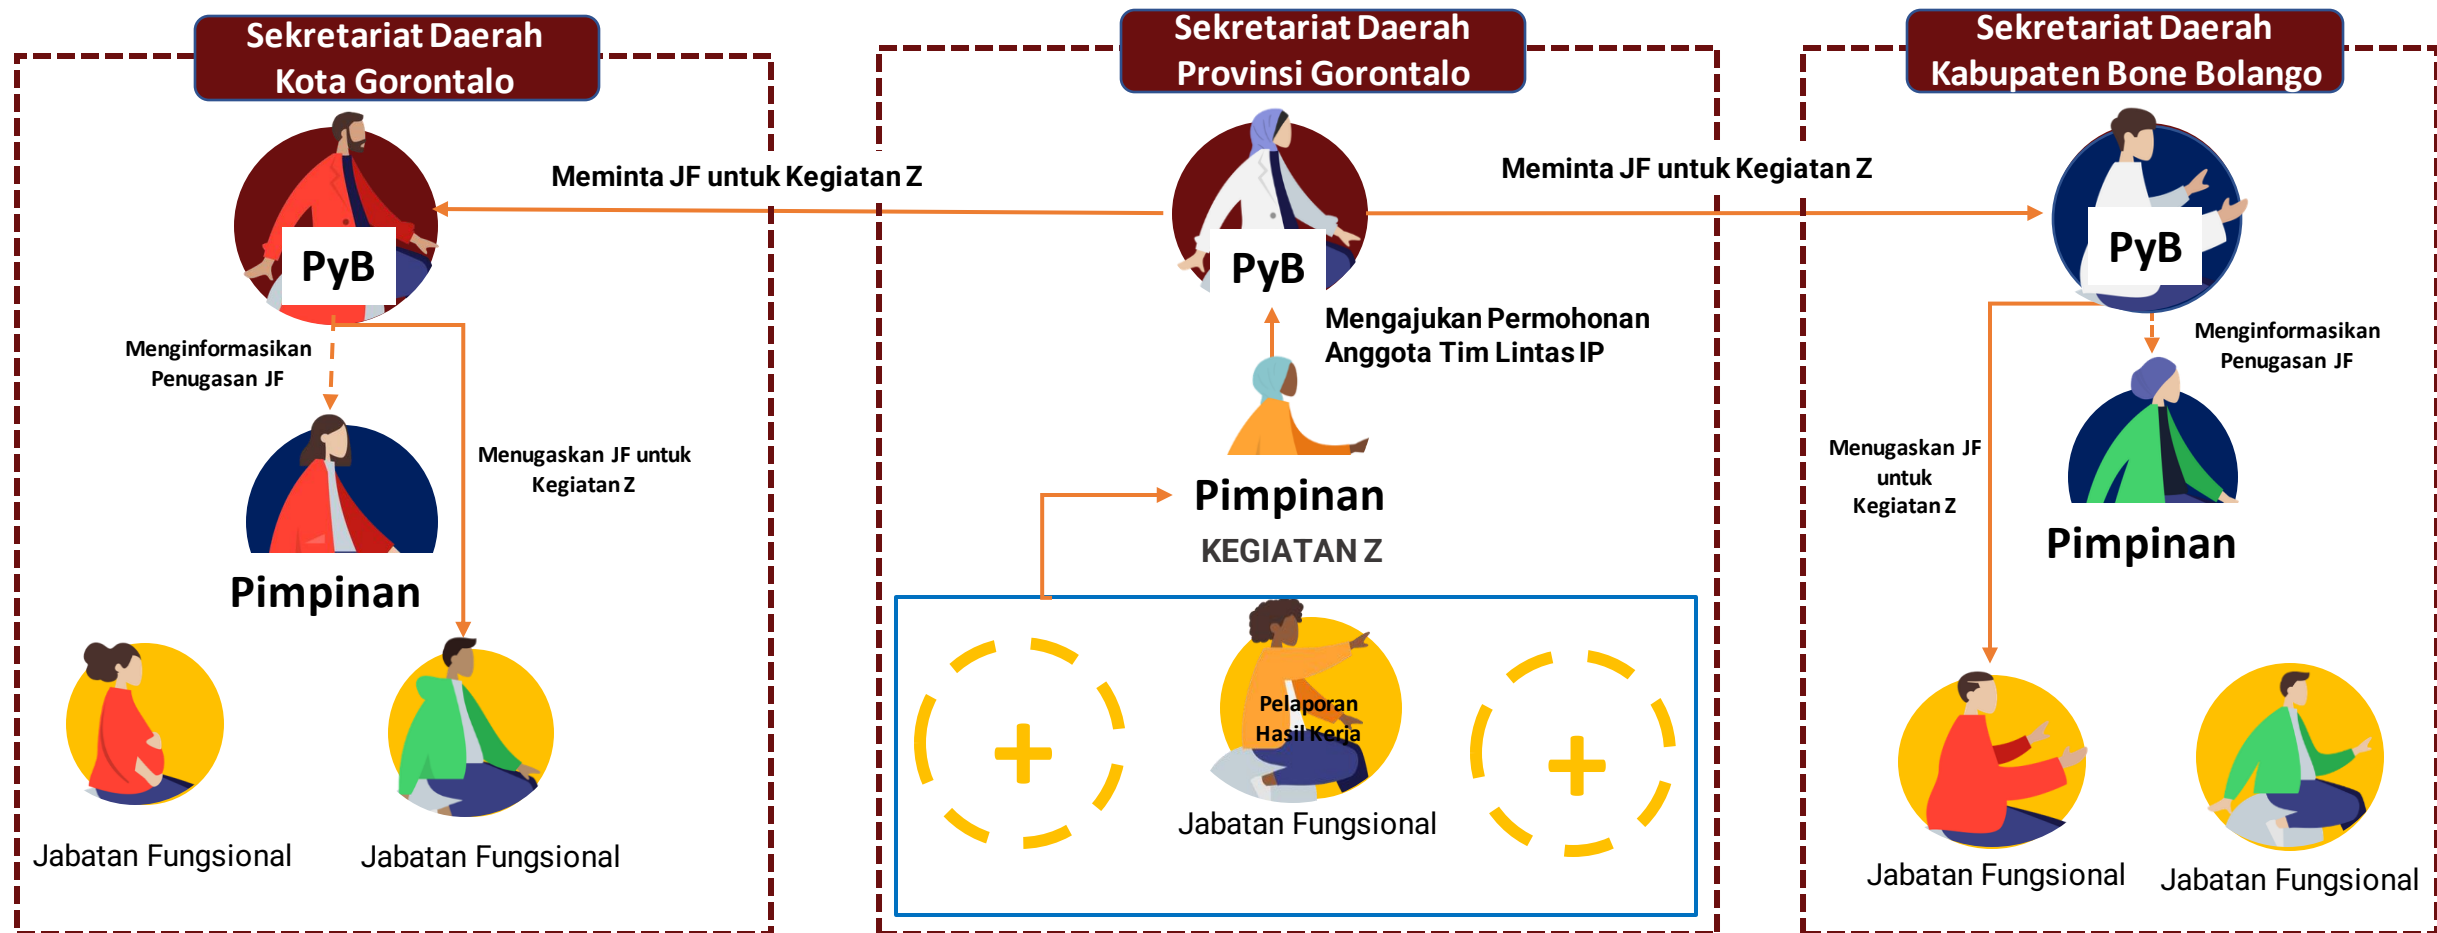 Sekretariat Daerah
Kota Gorontalo
PyB
Menginformasikan
Penugasan JF
Menugaskan JF untuk
Kegiatan Z
Pimpinan
Jabatan Fungsional
Jabatan Fungsional
Meminta JF untuk Kegiatan Z
Sekretariat Daerah
Provinsi Gorontalo
PyB
Mengajukan Permohonan
Anggota Tim Lintas IP
Pimpinan
KEGIATAN Z
Pelaporan
Hasil Kerja
Jabatan Fungsional
Meminta JF untuk Kegiatan Z
Sekretariat Daerah
Kabupaten Bone Bolango
PyB
Menginformasikan
Penugasan JF
Menugaskan JF
untuk
Kegiatan Z
Pimpinan
Jabatan Fungsional
Jabatan Fungsional